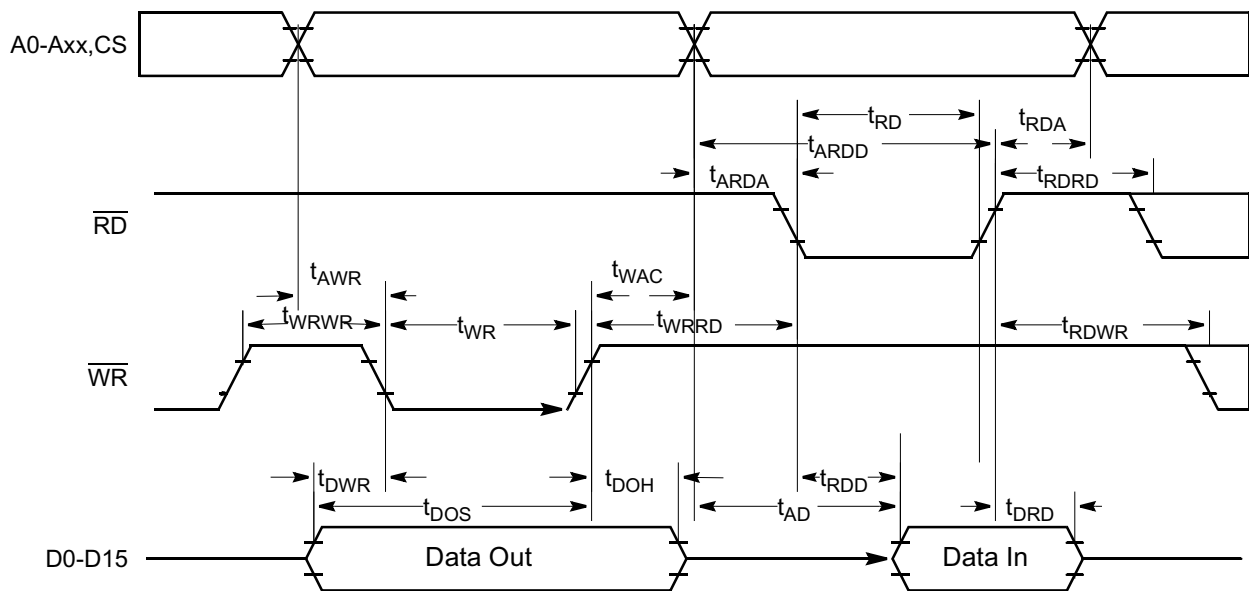 A0-Axx,CS
tRD
tRDA
tARDD
tARDA
tRDRD
RD
tAWR
tWAC
tWRWR
tWR
tWRRD
tRDWR
WR
tDWR
tDOH
tRDD
tDOS
tAD
tDRD
D0-D15
Data Out
Data In